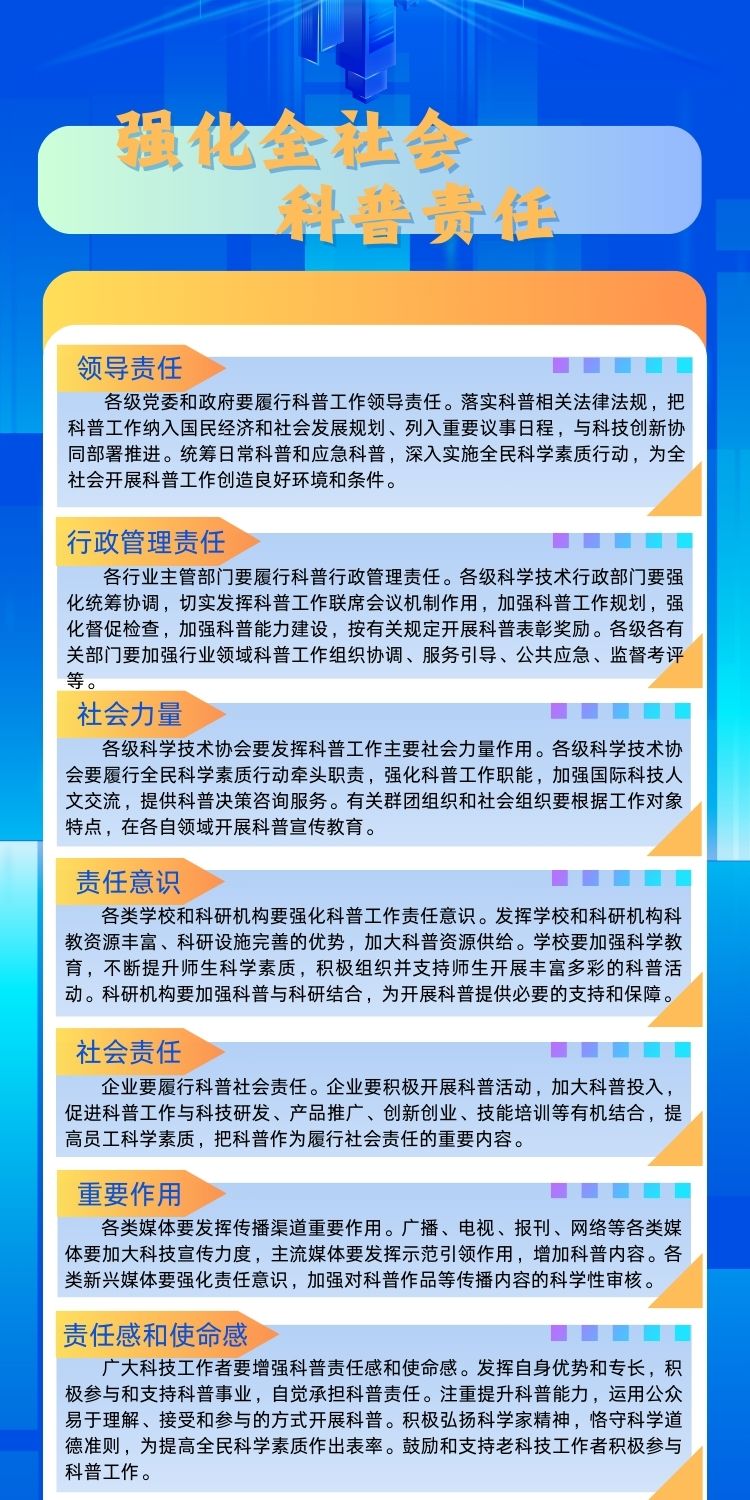 强化全社会
科普责任
领导责任
各级党委和政府要履行科普工作领导责任。落实科普相关法律法规，把
科普工作纳入国民经济和社会发展规划、列入重要议事日程，与科技创新协
同部署推进。统筹日常科普和应急科普，深入实施全民科学素质行动，为全
社会开展科普工作创造良好环境和条件。
行政管理责任
各行业主管部门要履行科普行政管理责任。各级科学技术行政部门要强
化统筹协调，切实发挥科普工作联席会议机制作用，加强科普工作规划，强
化督促检查，加强科普能力建设，按有关规定开展科普表彰奖励。各级各有
关部门要加强行业领域科普工作组织协调、服务引导、公共应急、监督考评
等。
社会力量
各级科学技术协会要发挥科普工作主要社会力量作用。各级科学技术协
会要履行全民科学素质行动牵头职责，强化科普工作职能，加强国际科技人
文交流，提供科普决策咨询服务。有关群团组织和社会组织要根据工作对象
特点，在各自领域开展科普宣传教育。
责任意识
各类学校和科研机构要强化科普工作责任意识。发挥学校和科研机构科
教资源丰富、科研设施完善的优势，加大科普资源供给。学校要加强科学教
育，不断提升师生科学素质，积极组织并支持师生开展丰富多彩的科普活
动。科研机构要加强科普与科研结合，为开展科普提供必要的支持和保障。
社会责任
企业要履行科普社会责任。企业要积极开展科普活动，加大科普投入，
促进科普工作与科技研发、产品推广、创新创业、技能培训等有机结合，提
高员工科学素质，把科普作为履行社会责任的重要内容。
重要作用
各类媒体要发挥传播渠道重要作用。广播、电视、报刊、网络等各类媒
体要加大科技宣传力度，主流媒体要发挥示范引领作用，增加科普内容。各
类新兴媒体要强化责任意识，加强对科普作品等传播内容的科学性审核。
责任感和使命感
广大科技工作者要增强科普责任感和使命感。发挥自身优势和专长，积
极参与和支持科普事业，自觉承担科普责任。注重提升科普能力，运用公众
易于理解、接受和参与的方式开展科普。积极弘扬科学家精神，恪守科学道
德准则，为提高全民科学素质作出表率。鼓励和支持老科技工作者积极参与
科普工作。